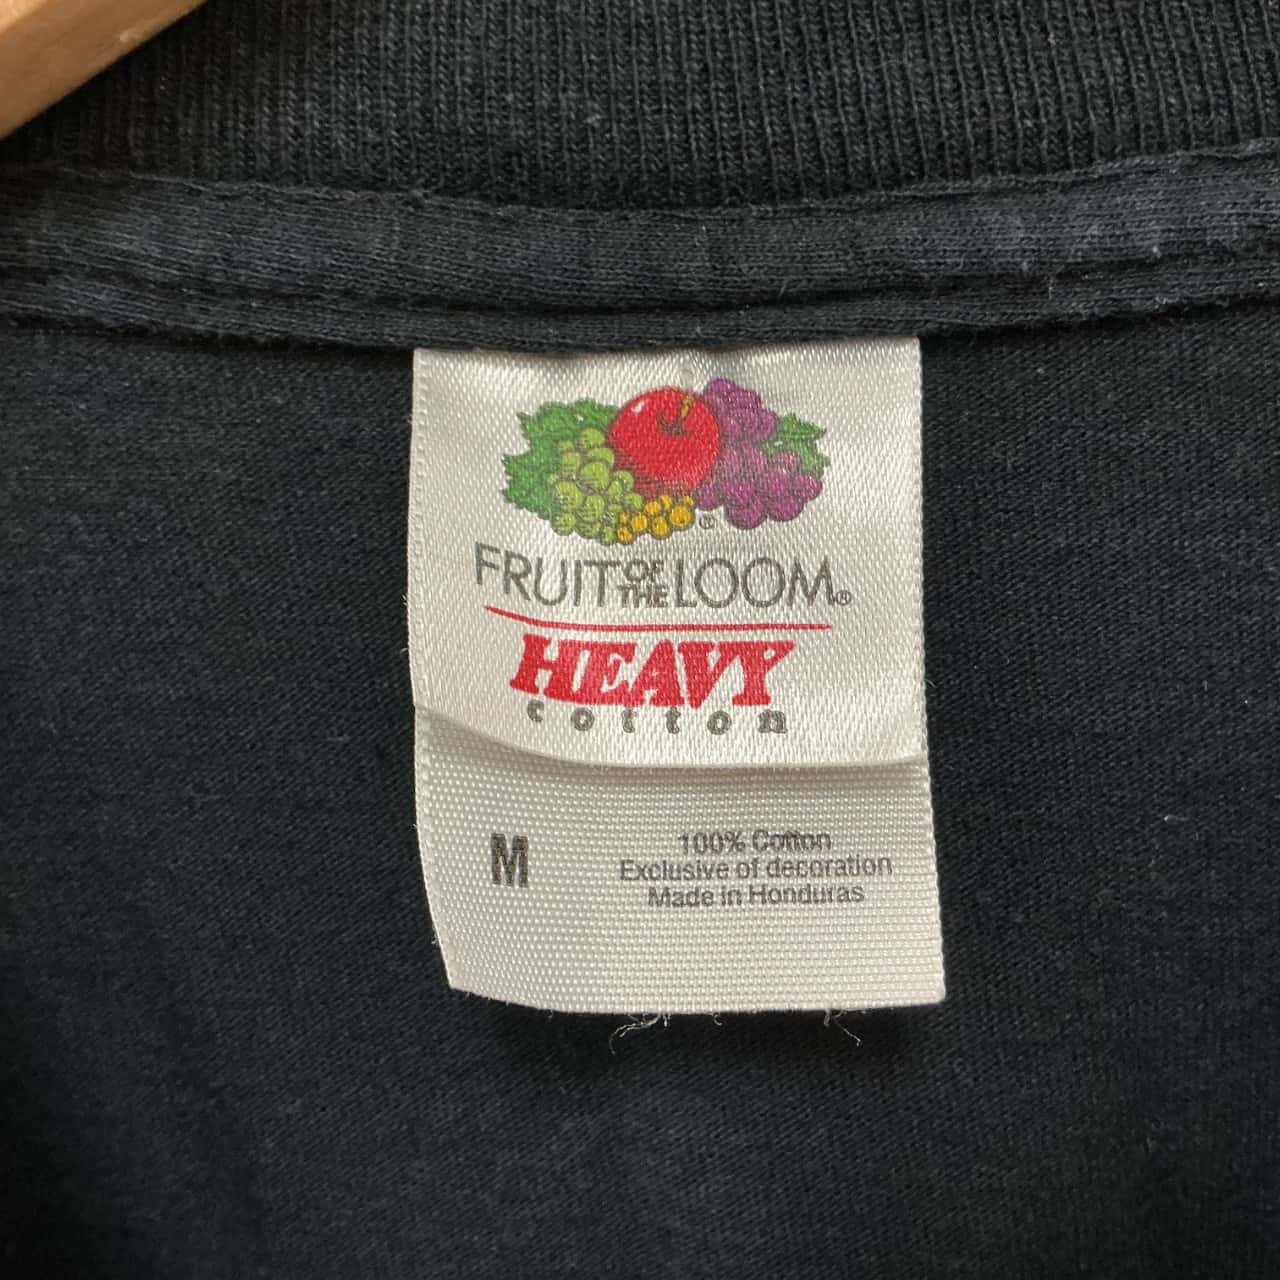 ®
FRUIT OF THE LOOM®
HEAVY
cotton
M
100% Cotton
Exclusive of decoration
Made in Honduras